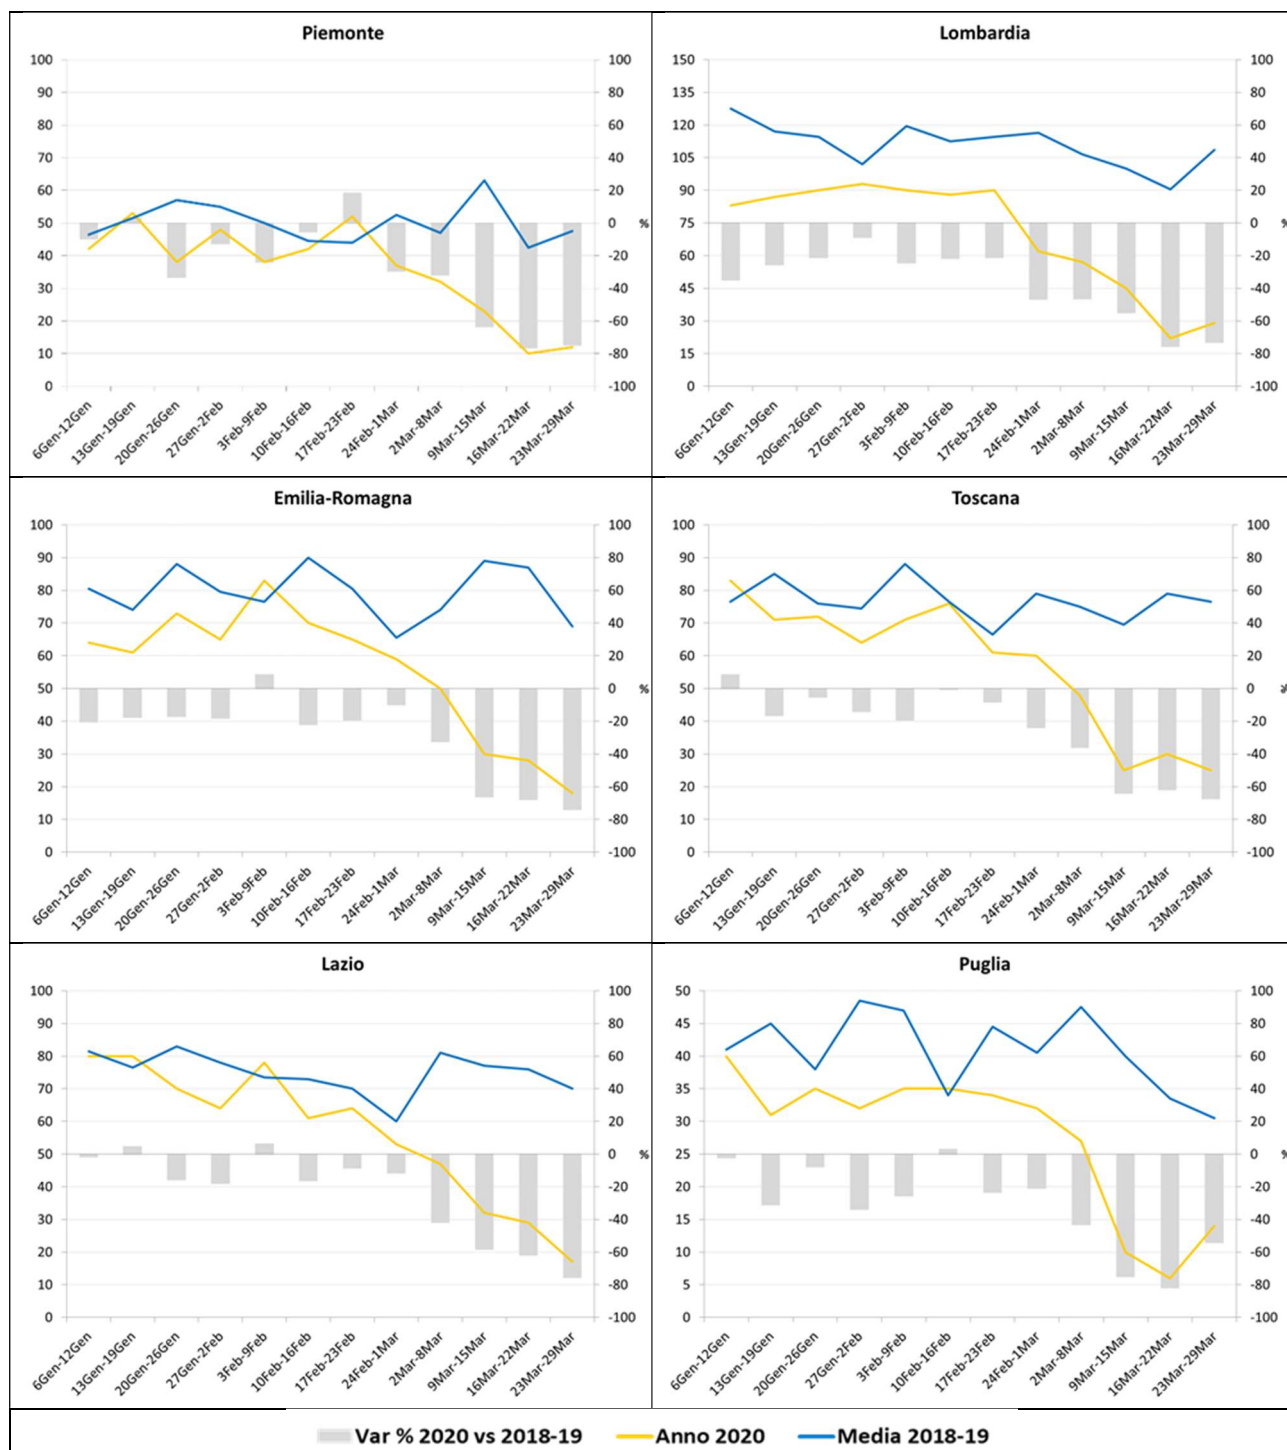 Piemonte
100
90
80
70
60
50
40
30
20
10
0
100
80
60
40
20
0
-20
-40
-60
-80
-100
%
6Gen-12Gen
13Gen-19Gen
20Gen-26Gen
27Gen-2Feb
3Feb-9Feb
10Feb-16Feb
17Feb-23Feb
24Feb-1Mar
2Mar-8Mar
9Mar-15Mar
16Mar-22Mar
23Mar-29Mar
Lombardia
150
135
120
105
90
75
60
45
30
15
0
100
80
60
40
20
0
-20
-40
-60
-80
-100
%
6Gen-12Gen
13Gen-19Gen
20Gen-26Gen
27Gen-2Feb
3Feb-9Feb
10Feb-16Feb
17Feb-23Feb
24Feb-1Mar
2Mar-8Mar
9Mar-15Mar
16Mar-22Mar
23Mar-29Mar
Emilia-Romagna
100
90
80
70
60
50
40
30
20
10
0
100
80
60
40
20
0
-20
-40
-60
-80
-100
%
6Gen-12Gen
13Gen-19Gen
20Gen-26Gen
27Gen-2Feb
3Feb-9Feb
10Feb-16Feb
17Feb-23Feb
24Feb-1Mar
2Mar-8Mar
9Mar-15Mar
16Mar-22Mar
23Mar-29Mar
Toscana
100
90
80
70
60
50
40
30
20
10
0
100
80
60
40
20
0
-20
-40
-60
-80
-100
%
6Gen-12Gen
13Gen-19Gen
20Gen-26Gen
27Gen-2Feb
3Feb-9Feb
10Feb-16Feb
17Feb-23Feb
24Feb-1Mar
2Mar-8Mar
9Mar-15Mar
16Mar-22Mar
23Mar-29Mar
Lazio
100
90
80
70
60
50
40
30
20
10
0
100
80
60
40
20
0
-20
-40
-60
-80
-100
%
6Gen-12Gen
13Gen-19Gen
20Gen-26Gen
27Gen-2Feb
3Feb-9Feb
10Feb-16Feb
17Feb-23Feb
24Feb-1Mar
2Mar-8Mar
9Mar-15Mar
16Mar-22Mar
23Mar-29Mar
Puglia
50
45
40
35
30
25
20
15
10
5
0
100
80
60
40
20
0
-20
-40
-60
-80
-100
%
6Gen-12Gen
13Gen-19Gen
20Gen-26Gen
27Gen-2Feb
3Feb-9Feb
10Feb-16Feb
17Feb-23Feb
24Feb-1Mar
2Mar-8Mar
9Mar-15Mar
16Mar-22Mar
23Mar-29Mar
Var % 2020 vs 2018-19 Anno 2020 Media 2018-19